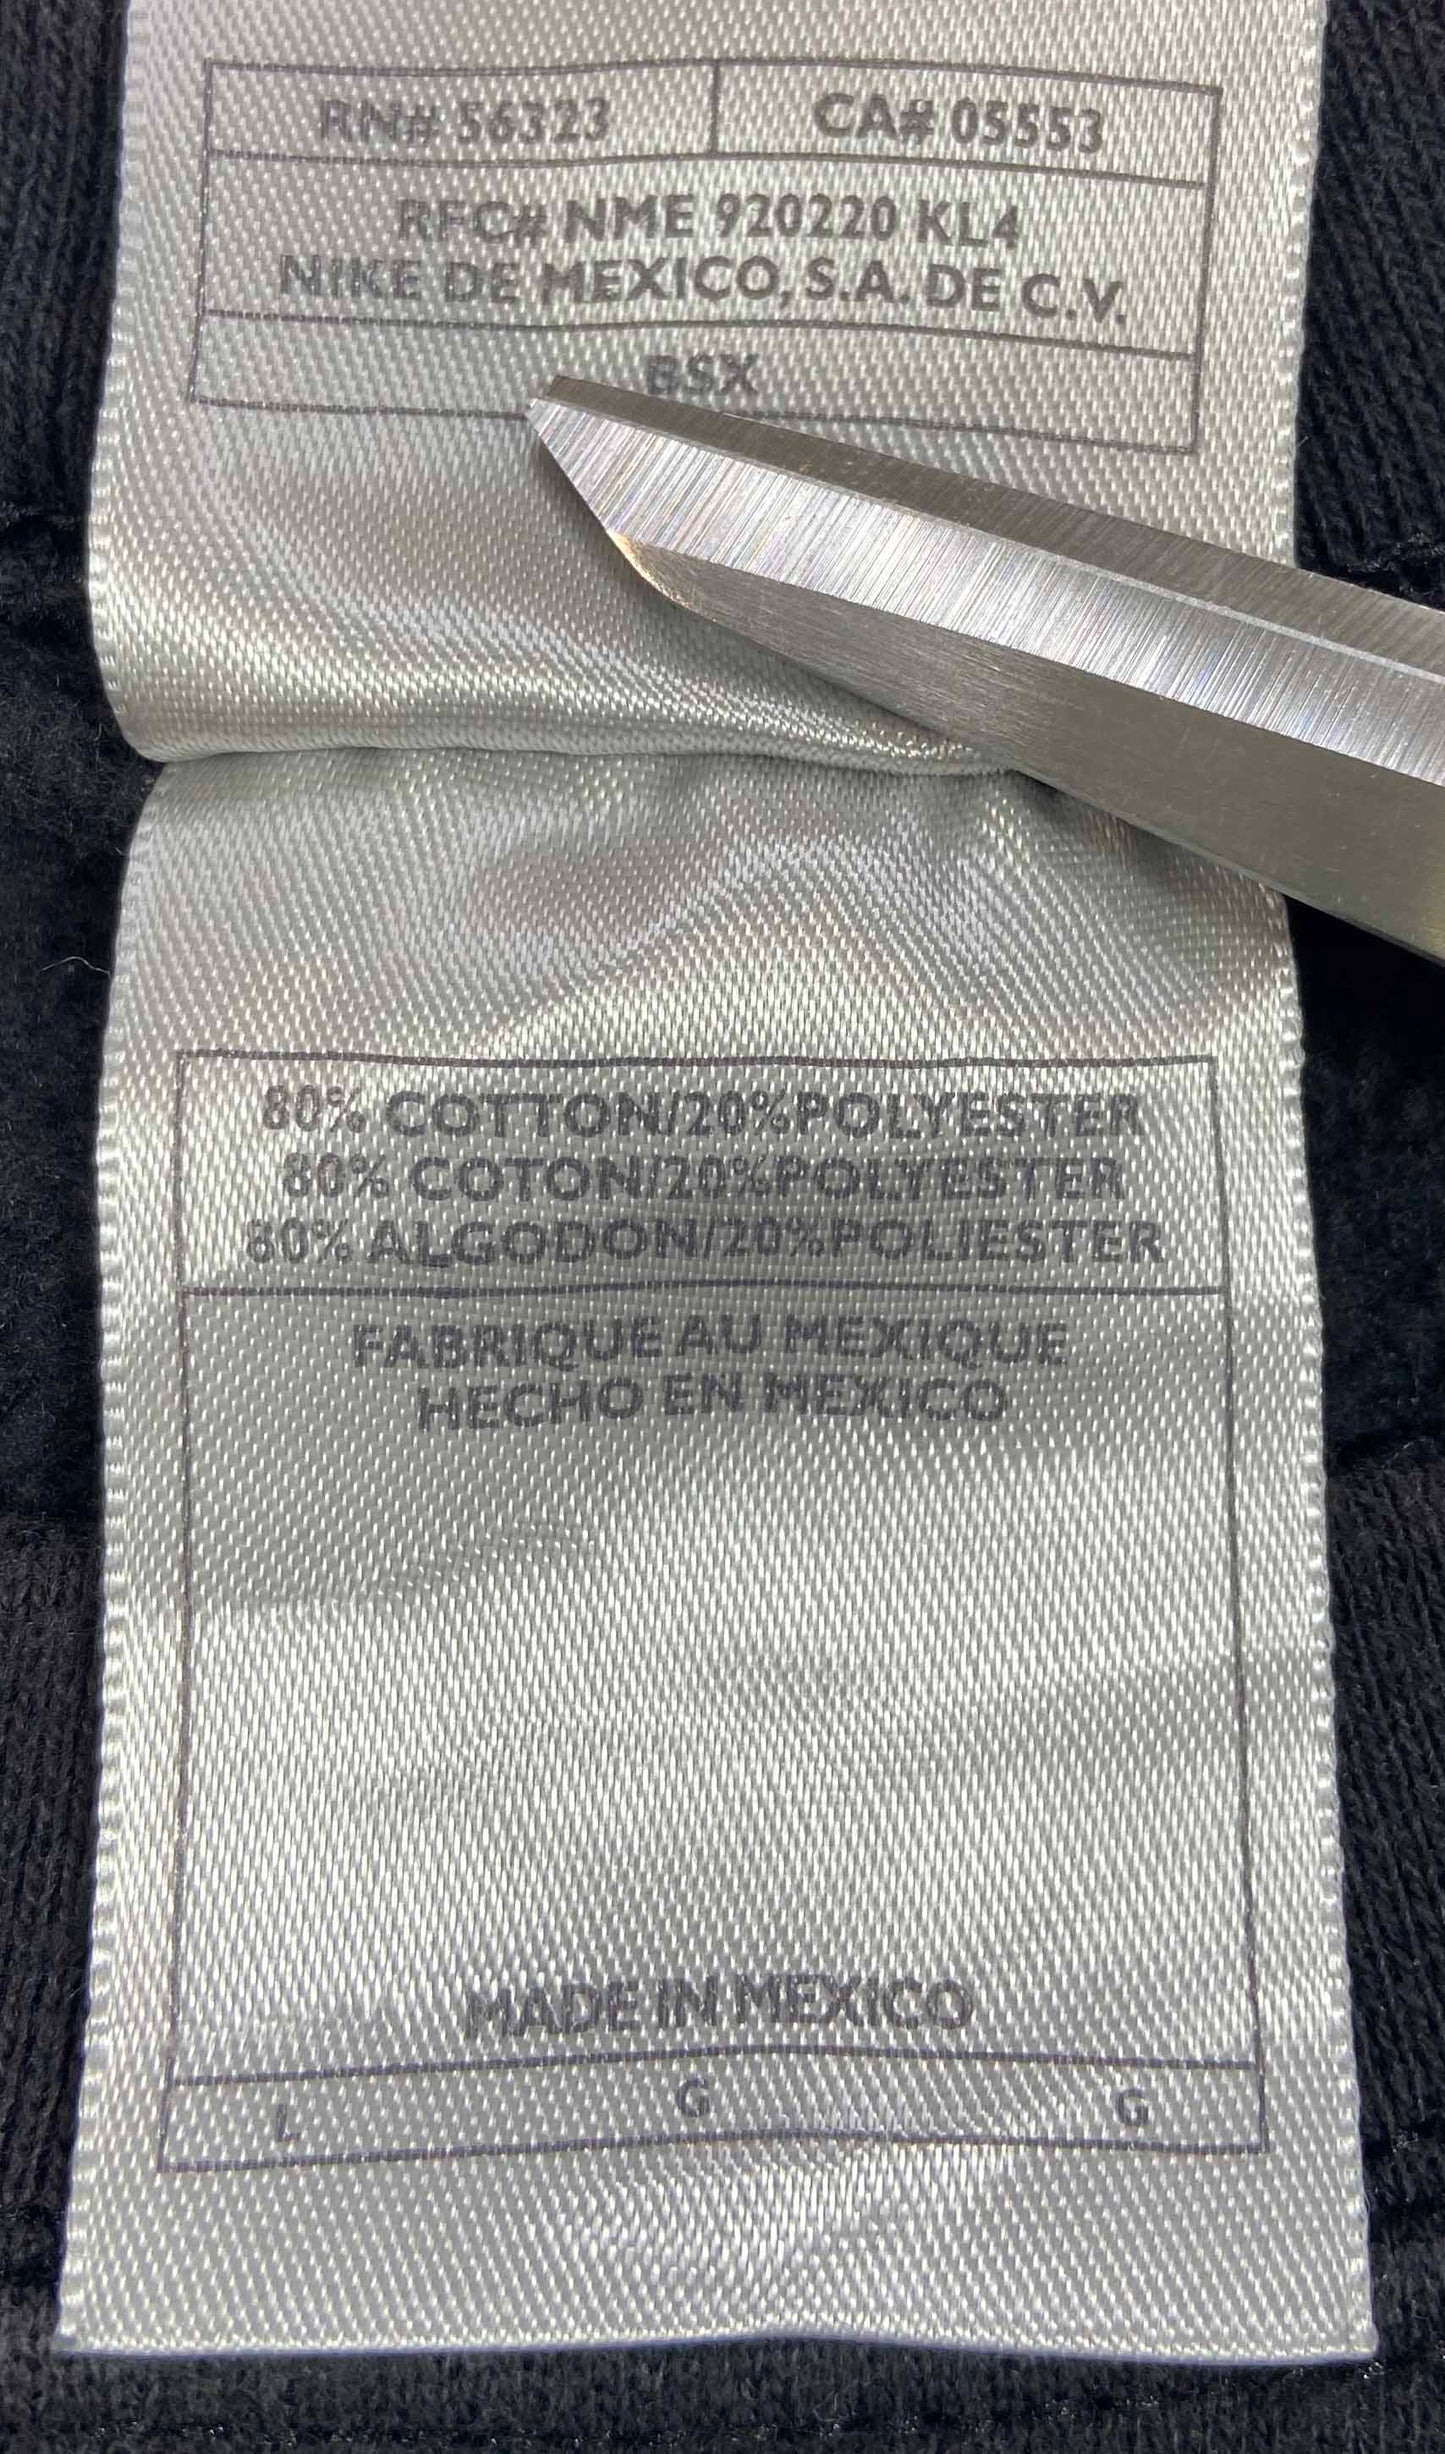 RN# 56323 CA# 05553
RFC# NME 920220 KL4
NIKE DE MEXICO, S.A. DE C.V.
BSX
80% COTTON/20%POLYESTER
80% COTON/20%POLYESTER
80% ALGODON/20%POLIESTER
FABRIQUE AU MEXIQUE
HECHO EN MEXICO
MADE IN MEXICO
L G G